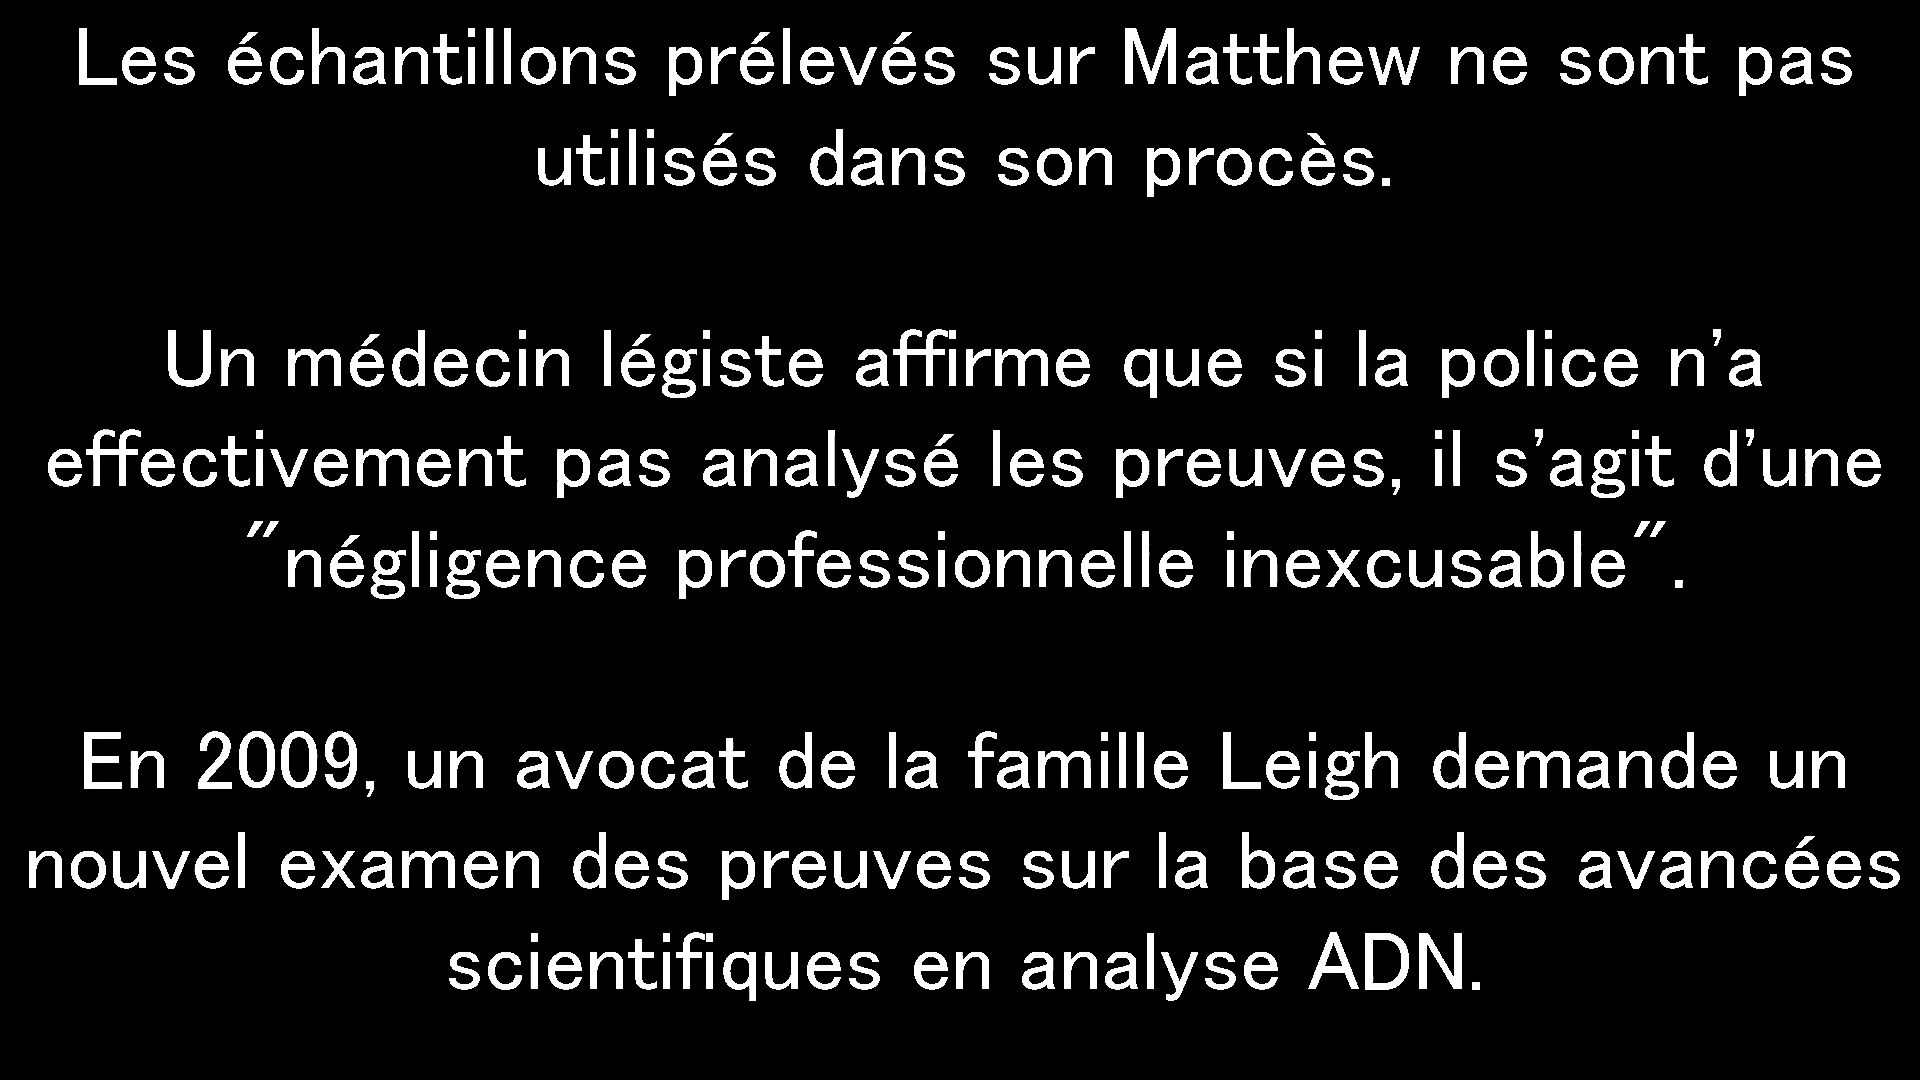 Les échantillons prélevés sur Matthew ne sont pas
utilisés dans son procès.
Un médecin légiste affirme que si la police n'a
effectivement pas analysé les preuves, il s'agit d'une
"négligence professionnelle inexcusable".
En 2009, un avocat de la famille Leigh demande un
nouvel examen des preuves sur la base des avancées
scientifiques en analyse ADN.